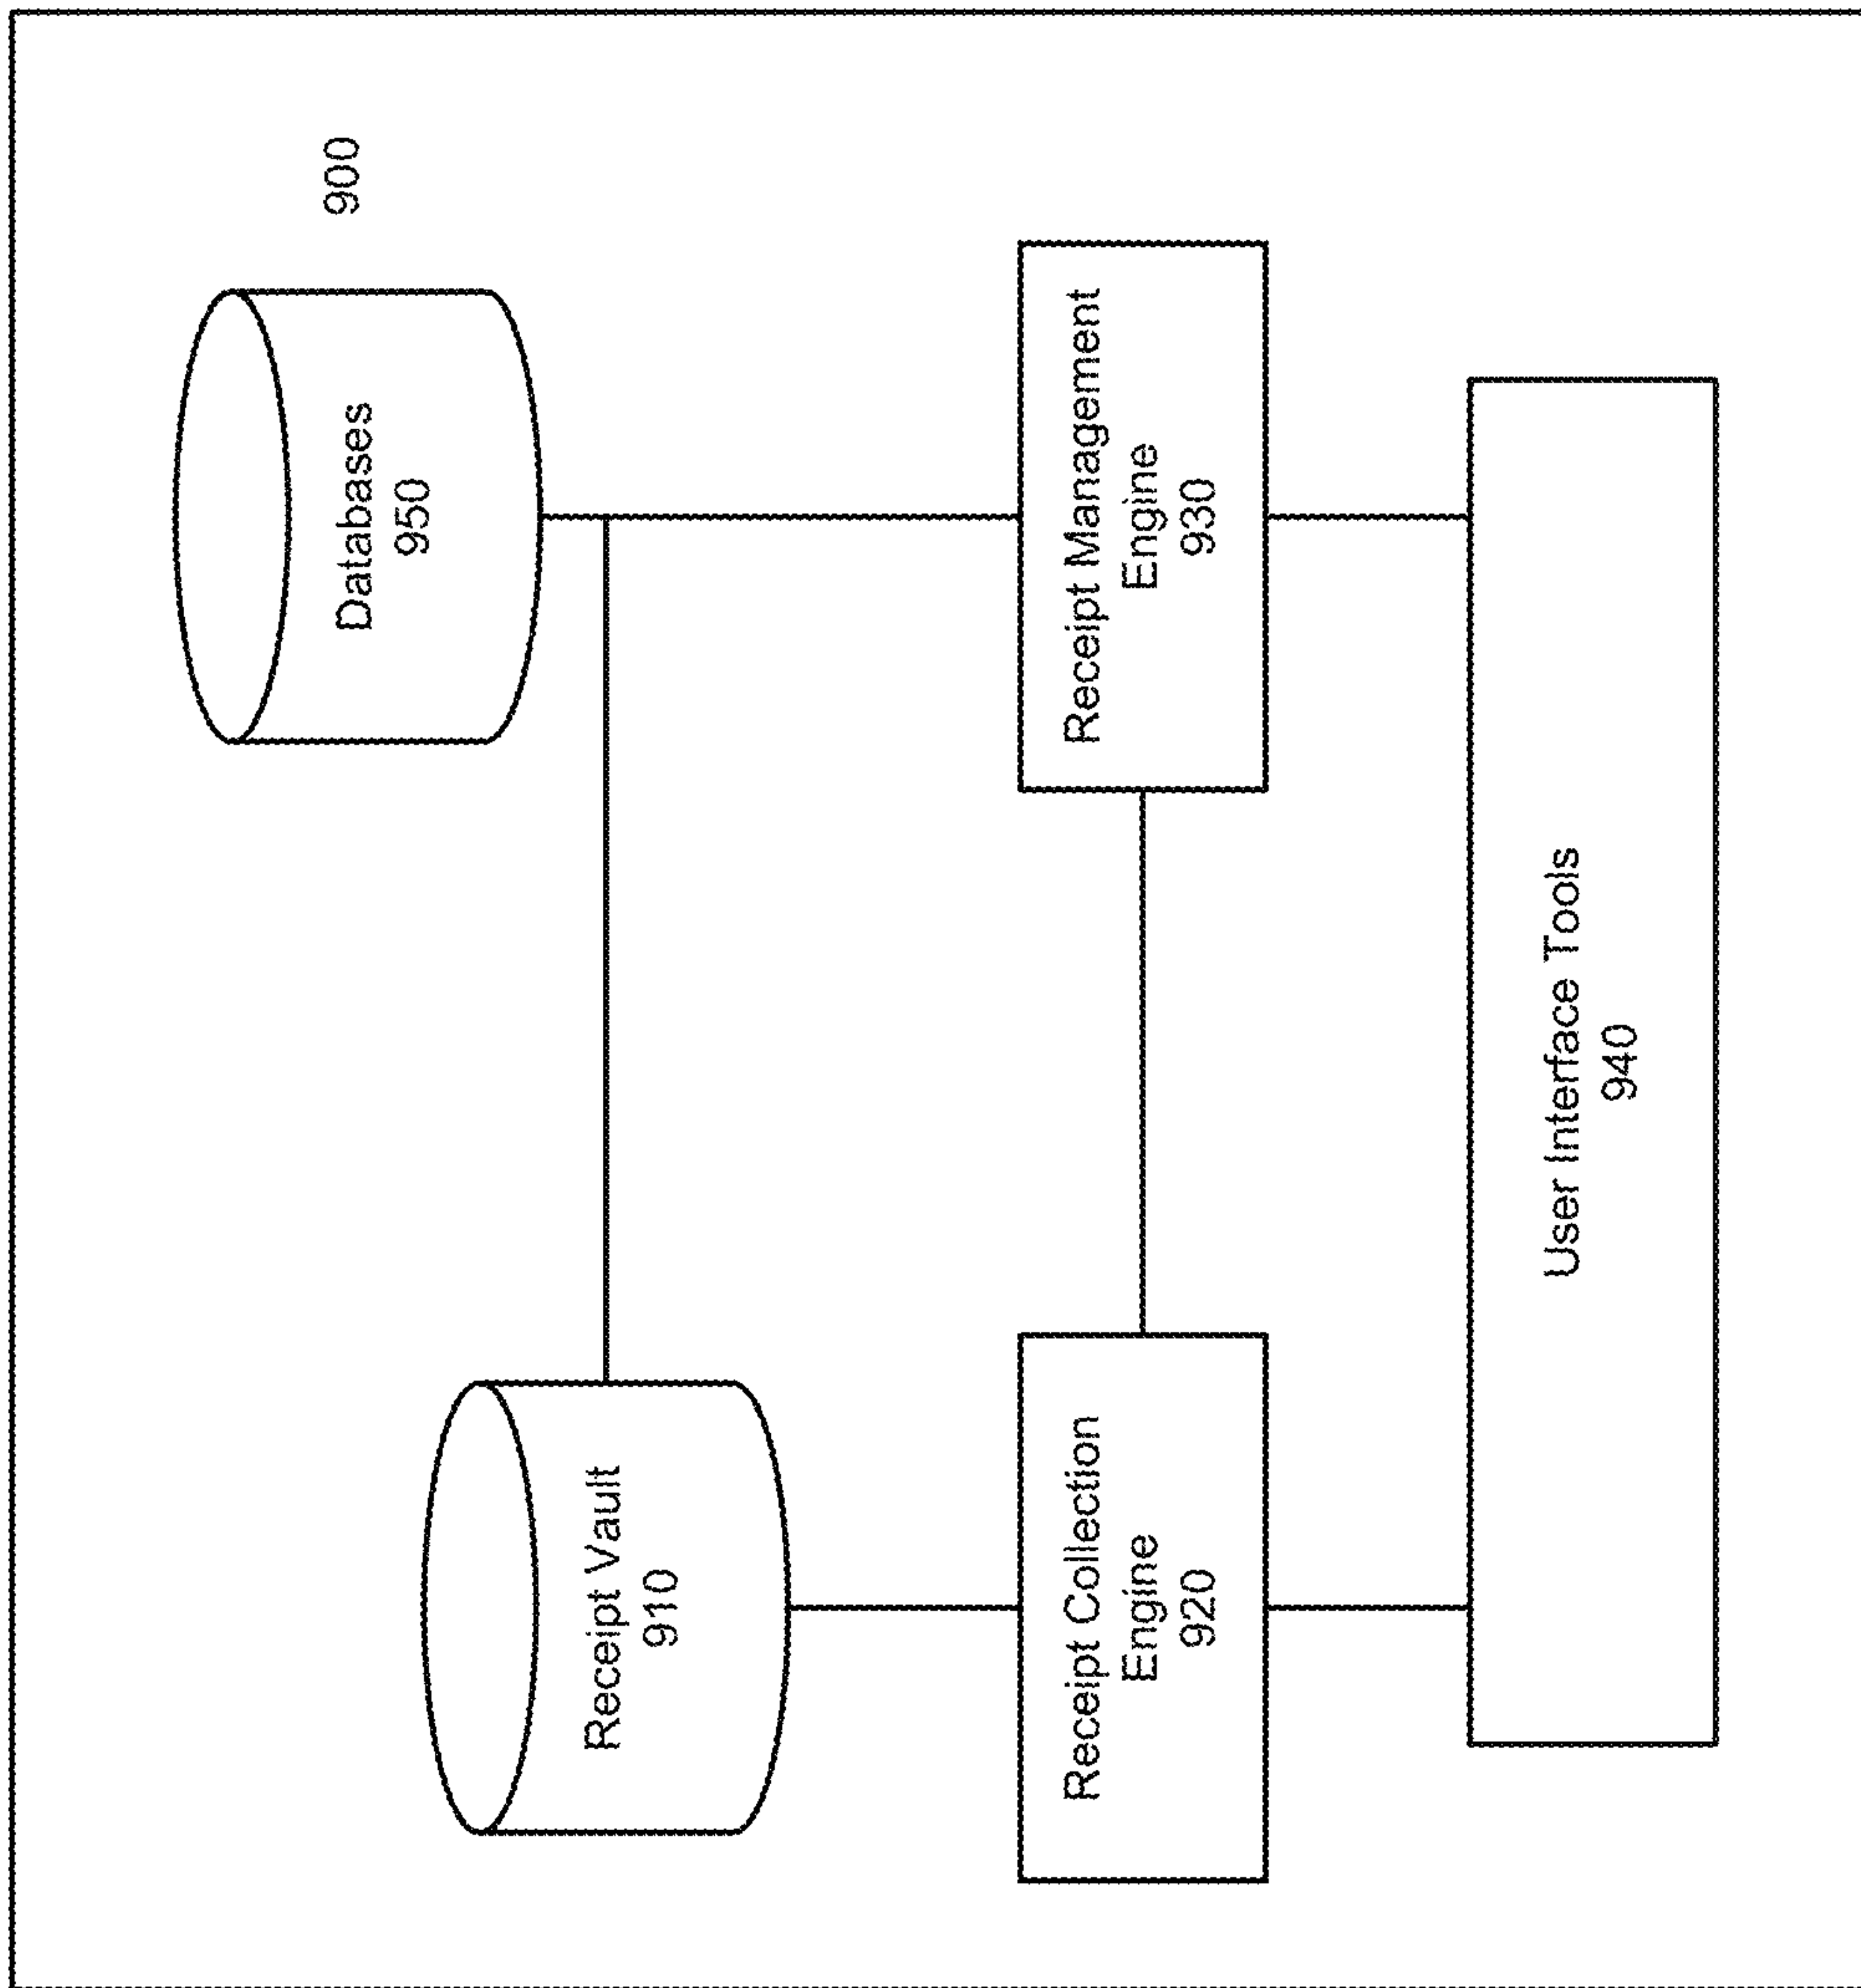 900
Databases
950
Receipt Vault
910
Receipt Collection
Engine
920
Receipt Management
Engine
930
User Interface Tools
940